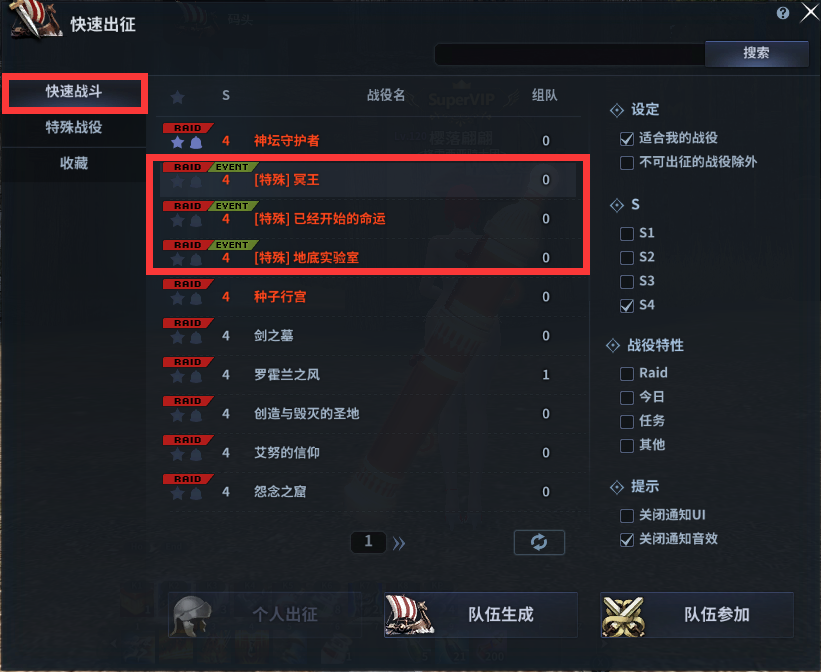 快速出征
搜索
快速战斗
特殊战役
收藏
S 战役名 组队
SuperVIP
RAID
4 神坛守护者 0
RAID EVENT
4 [特殊] 冥王 0
RAID EVENT
4 [特殊] 已经开始的命运 0
RAID EVENT
4 [特殊] 地底实验室 0
RAID
4 种子行宫 0
RAID
4 剑之墓 0
RAID
4 罗霍兰之风 1
RAID
4 创造与毁灭的圣地 0
RAID
4 艾努的信仰 0
RAID
4 怨念之窟 0
1
设定
适合我的战役
不可出征的战役除外
S
S1
S2
S3
S4
战役特性
Raid
今日
任务
其他
提示
关闭通知UI
关闭通知音效
个人出征
队伍生成
队伍参加